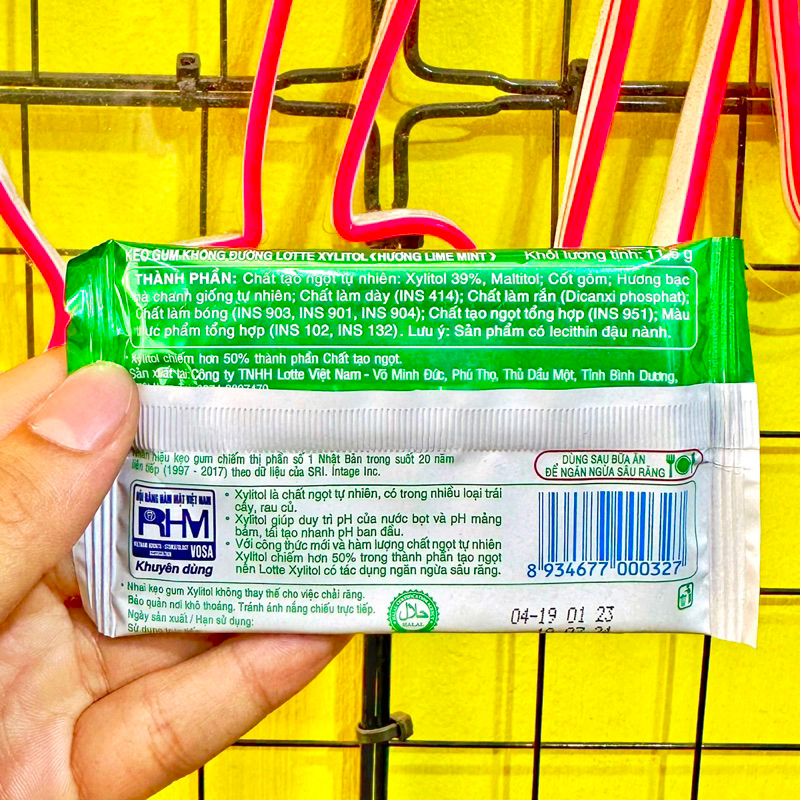 KẸO GUM KHÔNG ĐƯỜNG LOTTE XYLITOL <HƯƠNG LIME MINT> Khối lượng tịnh: 11,6 g
THÀNH PHẦN: Chất tạo ngọt tự nhiên: Xylitol 39%, Maltitol; Cốt gôm; Hương bạc
hà chanh giống tự nhiên; Chất làm dày (INS 414); Chất làm rắn (Dicanxi phosphat);
Chất làm bóng (INS 903, INS 901, INS 904); Chất tạo ngọt tổng hợp (INS 951); Màu
thực phẩm tổng hợp (INS 102, INS 132). Lưu ý: Sản phẩm có lecithin đậu nành.
*Xylitol chiếm hơn 50% thành phần Chất tạo ngọt.
Sản xuất tại: Công ty TNHH Lotte Việt Nam - Võ Minh Đức, Phú Thọ, Thủ Dầu Một, Tỉnh Bình Dương,
Nhãn hiệu kẹo gum chiếm thị phần số 1 Nhật Bản trong suốt 20 năm
liên tiếp (1997 - 2017) theo dữ liệu của SRI. Intage Inc.
DÙNG SAU BỮA ĂN
ĐỂ NGĂN NGỪA SÂU RĂNG
HỘI RĂNG HÀM MẶT VIỆT NAM
RHM
VIETNAM ODONTO - STOMATOLOGY
ASSOCIATION
VOSA
Khuyên dùng
• Xylitol là chất ngọt tự nhiên, có trong nhiều loại trái
cây, rau củ.
• Xylitol giúp duy trì pH của nước bọt và pH mảng
bám, tái tạo nhanh pH ban đầu.
• Với công thức mới và hàm lượng chất ngọt tự nhiên
Xylitol chiếm hơn 50% trong thành phần tạo ngọt
nên Lotte Xylitol có tác dụng ngăn ngừa sâu răng.
8 934677 000327
* Nhai kẹo gum Xylitol không thay thế cho việc chải răng.
Bảo quản nơi khô thoáng. Tránh ánh nắng chiếu trực tiếp.
Ngày sản xuất / Hạn sử dụng:
حلال
HALAL
04-19 01 23